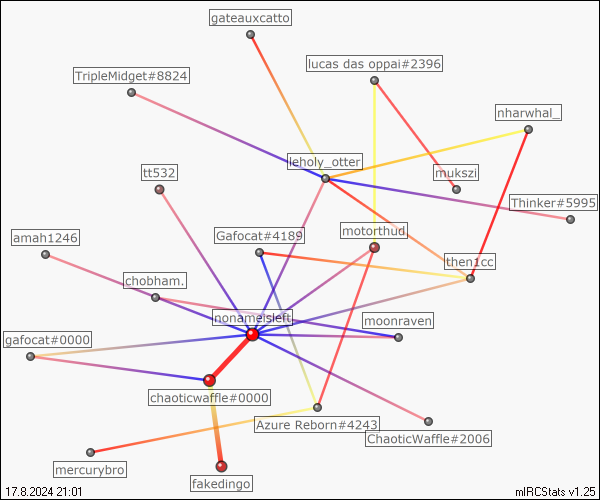 gateauxcatto
lucas das oppai#2396
TripleMidget#8824
nharwhal_
leholy_otter
tt532
mukszi
Thinker#5995
Gafocat#4189
motorthud
amah1246
then1cc
chobham.
nonameisleft
moonraven
gafocat#0000
chaoticwaffle#0000
Azure Reborn#4243
ChaoticWaffle#2006
mercurybro
fakedingo
17.8.2024 21:01
mIRCStats v1.25